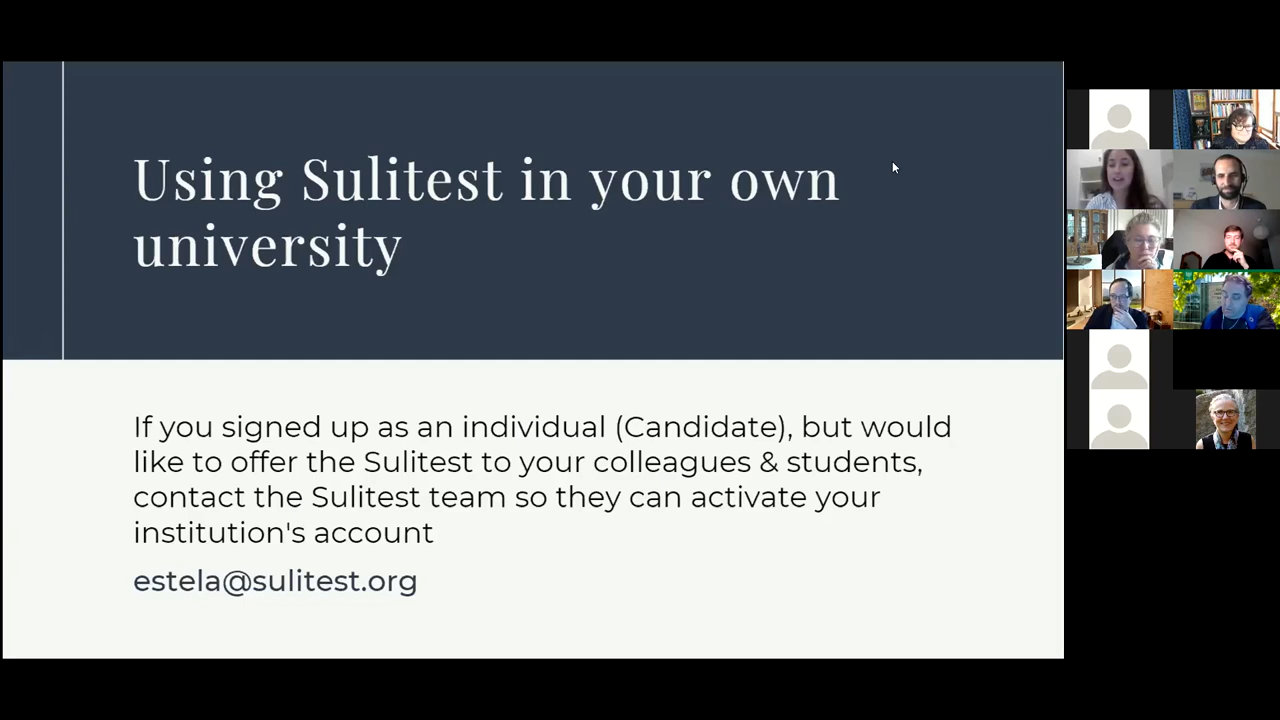 Using Sulitest in your own
university
If you signed up as an individual (Candidate), but would
like to offer the Sulitest to your colleagues & students,
contact the Sulitest team so they can activate your
institution's account
estela@sulitest.org